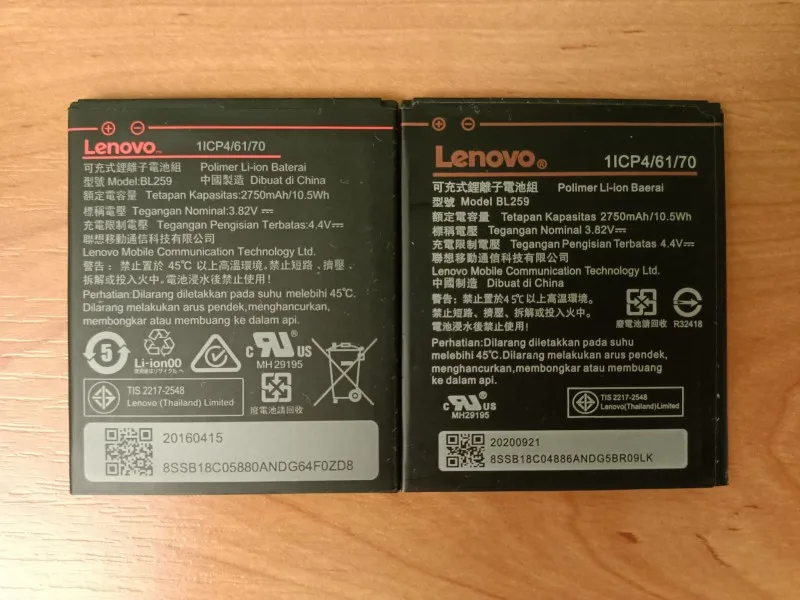 ⊕ ⊖
Lenovo™ 1ICP4/61/70
可充式鋰離子電池組 Polimer Li-ion Baterai
型號 Model:BL259 中國製造 Dibuat di China
額定電容量 Tetapan Kapasitas:2750mAh/10.5Wh
標稱電壓 Tegangan Nominal:3.82V⎓
充電限制電壓 Tegangan Pengisian Terbatas:4.4V⎓
聯想移動通信科技有限公司
Lenovo Mobile Communication Technology Ltd.
警告：禁止置於 45℃ 以上高溫環境。禁止短路、擠壓、
拆解或投入火中。電池浸水後禁止使用!
Perhatian:Dilarang diletakkan pada suhu melebihi 45℃.
Dilarang melakukan arus pendek,menghancurkan,
membongkar atau membuang ke dalam api.
5
Li-ion00
C RU US
MH 29195
廢電池請回收
TIS 2217-2548
Lenovo (Thailand) Limited
20160415
8SSB18C05880ANDG64F0ZD8
⊕ ⊖
Lenovo® 1ICP4/61/70
可充式鋰離子電池組 Polimer Li-ion Baerai
型號 Model BL259
額定電容量 Tetapan Kapasitas 2750mAh/10.5Wh
標稱電壓 Tegangan Nominal 3.82V⎓
充電限制電壓 Tegangan Pengisian Terbatas 4.4V⎓
聯想移動通信科技有限公司
Lenovo Mobile Communication Technology Ltd.
中國制造 Dibuat di China
警告：禁止置於45℃以上高溫環境。
禁止短路、擠壓、拆解或投入火中。
電池浸水後禁止使用!
廢電池請回收 R32418
Perhatian:Dilarang diletakkan pada suhu
melebihi 45℃.Dilarang melakukan arus pendek,
menghancurkan,membongkar atau membuang
ke dalam api.
C RU US
MH29195
TIS 2217-2548
Lenovo(Thailand)Limited
20200921
8SSB18C04886ANDG5BR09LK